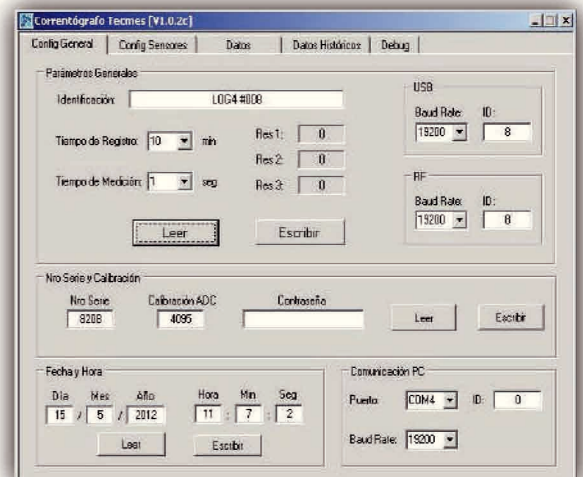 Correntógrafo Tecmes [V1.0.2c]
Config General Config Sensores Datos Datos Históricos Debug
Parámetros Generales
Identificación: LOG4 #008
Tiempo de Registro: 10 min
Tiempo de Medición: 1 seg
Res 1: 0
Res 2: 0
Res 3: 0
Leer Escribir
USB
Baud Rate: ID:
19200 8
RF
Baud Rate: ID:
19200 8
Nro Serie y Calibración
Nro Serie Calibración ADC Contraseña
8208 4095 Leer Escribir
Fecha y Hora
Día Mes Año Hora Min Seg
15 / 5 / 2012 11 : 7 : 2
Leer Escribir
Comunicación PC
Puerto: COM4 ID: 0
Baud Rate: 19200